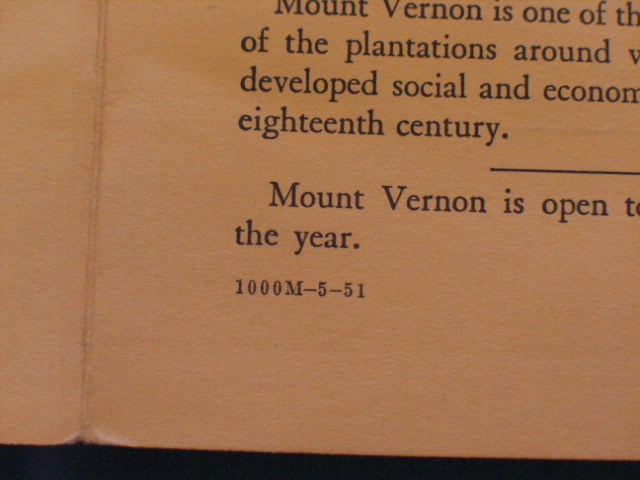 Mount Vernon is one of th
of the plantations around
developed social and econom
eighteenth century.
Mount Vernon is open to
the year.
1000M–5–51